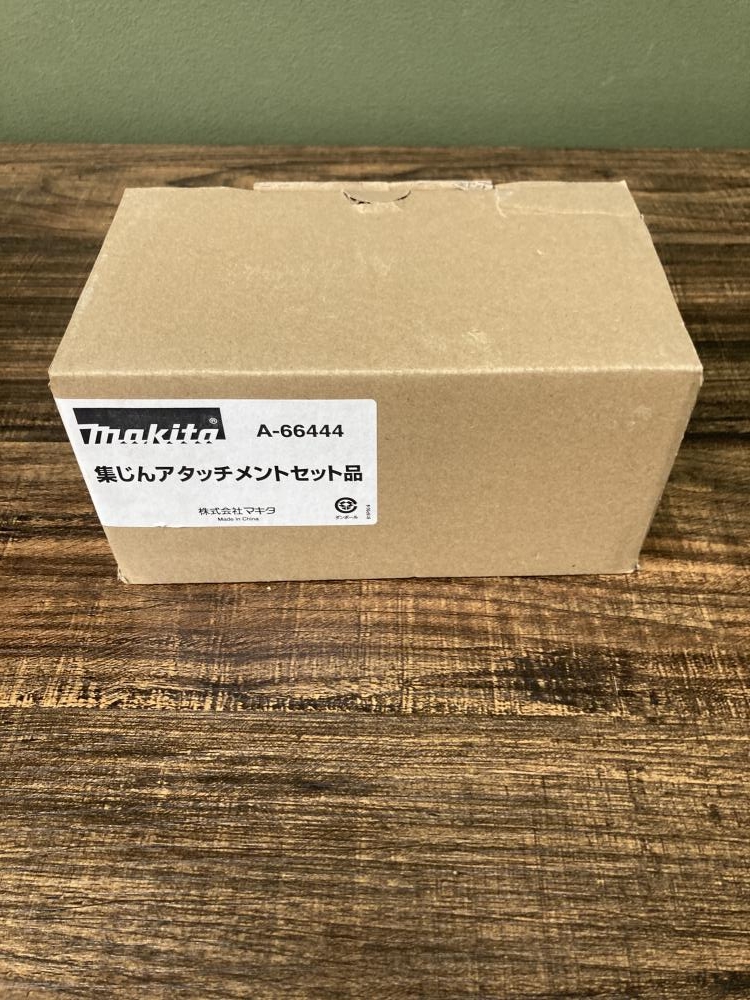 makita® A-66444
集じんアタッチメントセット品
株式会社マキタ
Made in China
ダンボール